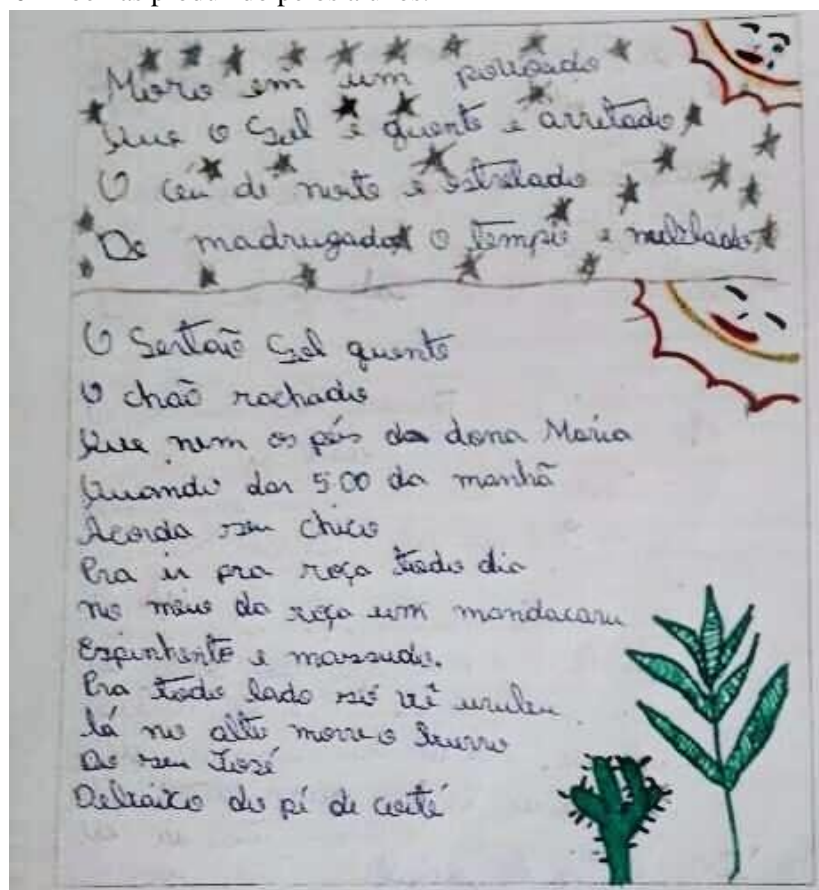 Moro em um povoado
Que o Sol é quente e arretado
O céu de noite é estrelado
De madrugada o tempo é neblado
O Sertão Sol quente
O chão rachado
Que nem os pés da dona Maria
Quando dar 5:00 da manhã
Acorda seu Chico
Pra ir pra roça todo dia
no meio da roça um mandacaru
Espinhente e massudo.
Pra todo lado só vê urubu
lá no alto morre o burro
De seu José
Debaixo do pé de coité